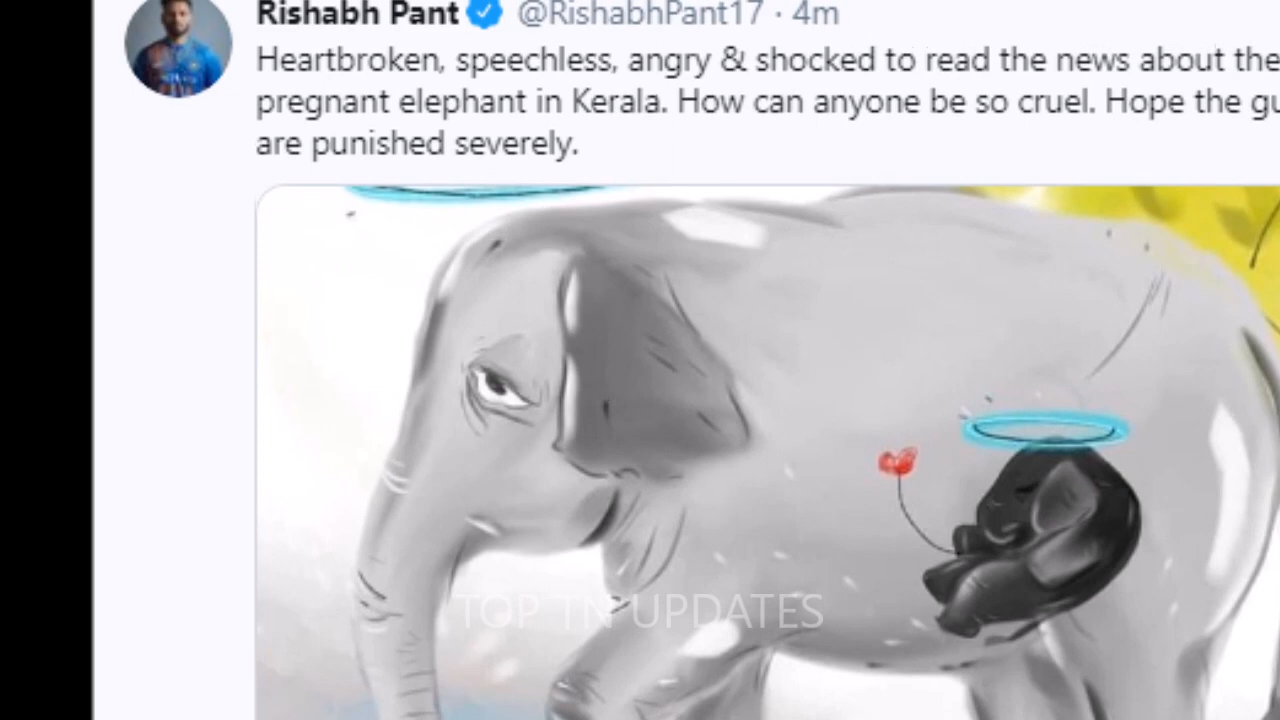 Rishabh Pant @RishabhPant17 · 4m
Heartbroken, speechless, angry & shocked to read the news about the
pregnant elephant in Kerala. How can anyone be so cruel. Hope the
are punished severely.
TOP TN UPDATES